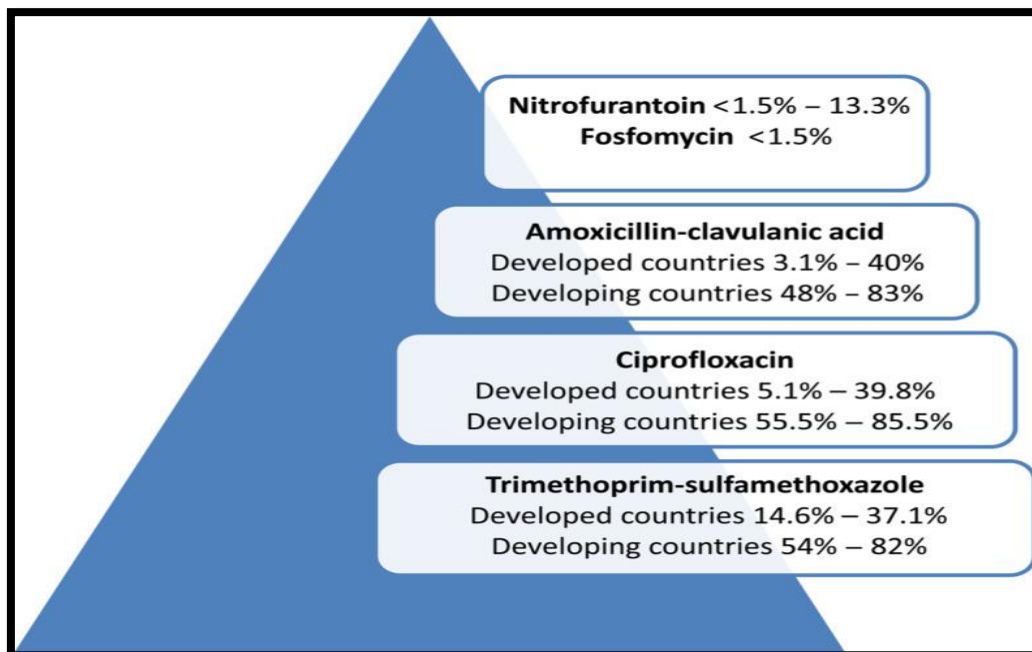 Nitrofurantoin <1.5% – 13.3%
Fosfomycin <1.5%
Amoxicillin-clavulanic acid
Developed countries 3.1% – 40%
Developing countries 48% – 83%
Ciprofloxacin
Developed countries 5.1% – 39.8%
Developing countries 55.5% – 85.5%
Trimethoprim-sulfamethoxazole
Developed countries 14.6% – 37.1%
Developing countries 54% – 82%